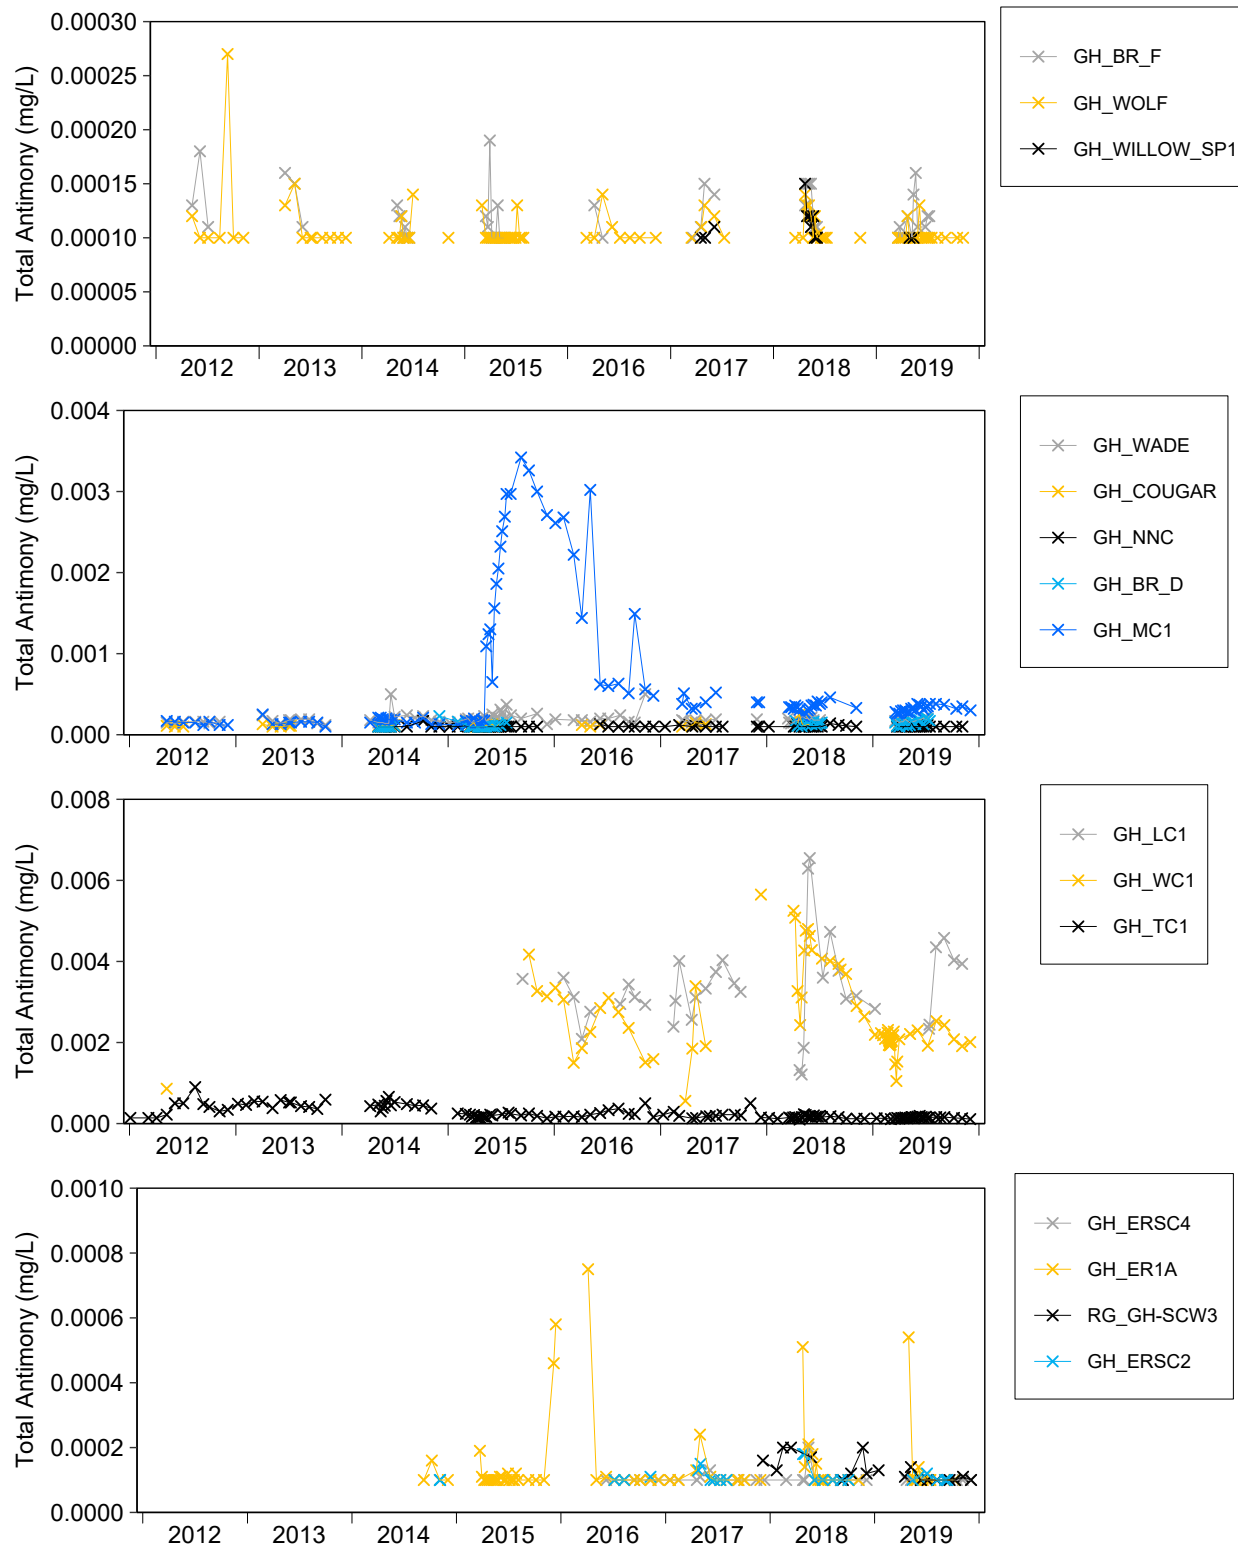 Total Antimony (mg/L)
0.00030
0.00025
0.00020
0.00015
0.00010
0.00005
0.00000
2012 2013 2014 2015 2016 2017 2018 2019
GH_BR_F
GH_WOLF
GH_WILLOW_SP1
Total Antimony (mg/L)
0.004
0.003
0.002
0.001
0.000
2012 2013 2014 2015 2016 2017 2018 2019
GH_WADE
GH_COUGAR
GH_NNC
GH_BR_D
GH_MC1
Total Antimony (mg/L)
0.008
0.006
0.004
0.002
0.000
2012 2013 2014 2015 2016 2017 2018 2019
GH_LC1
GH_WC1
GH_TC1
Total Antimony (mg/L)
0.0010
0.0008
0.0006
0.0004
0.0002
0.0000
2012 2013 2014 2015 2016 2017 2018 2019
GH_ERSC4
GH_ER1A
RG_GH-SCW3
GH_ERSC2